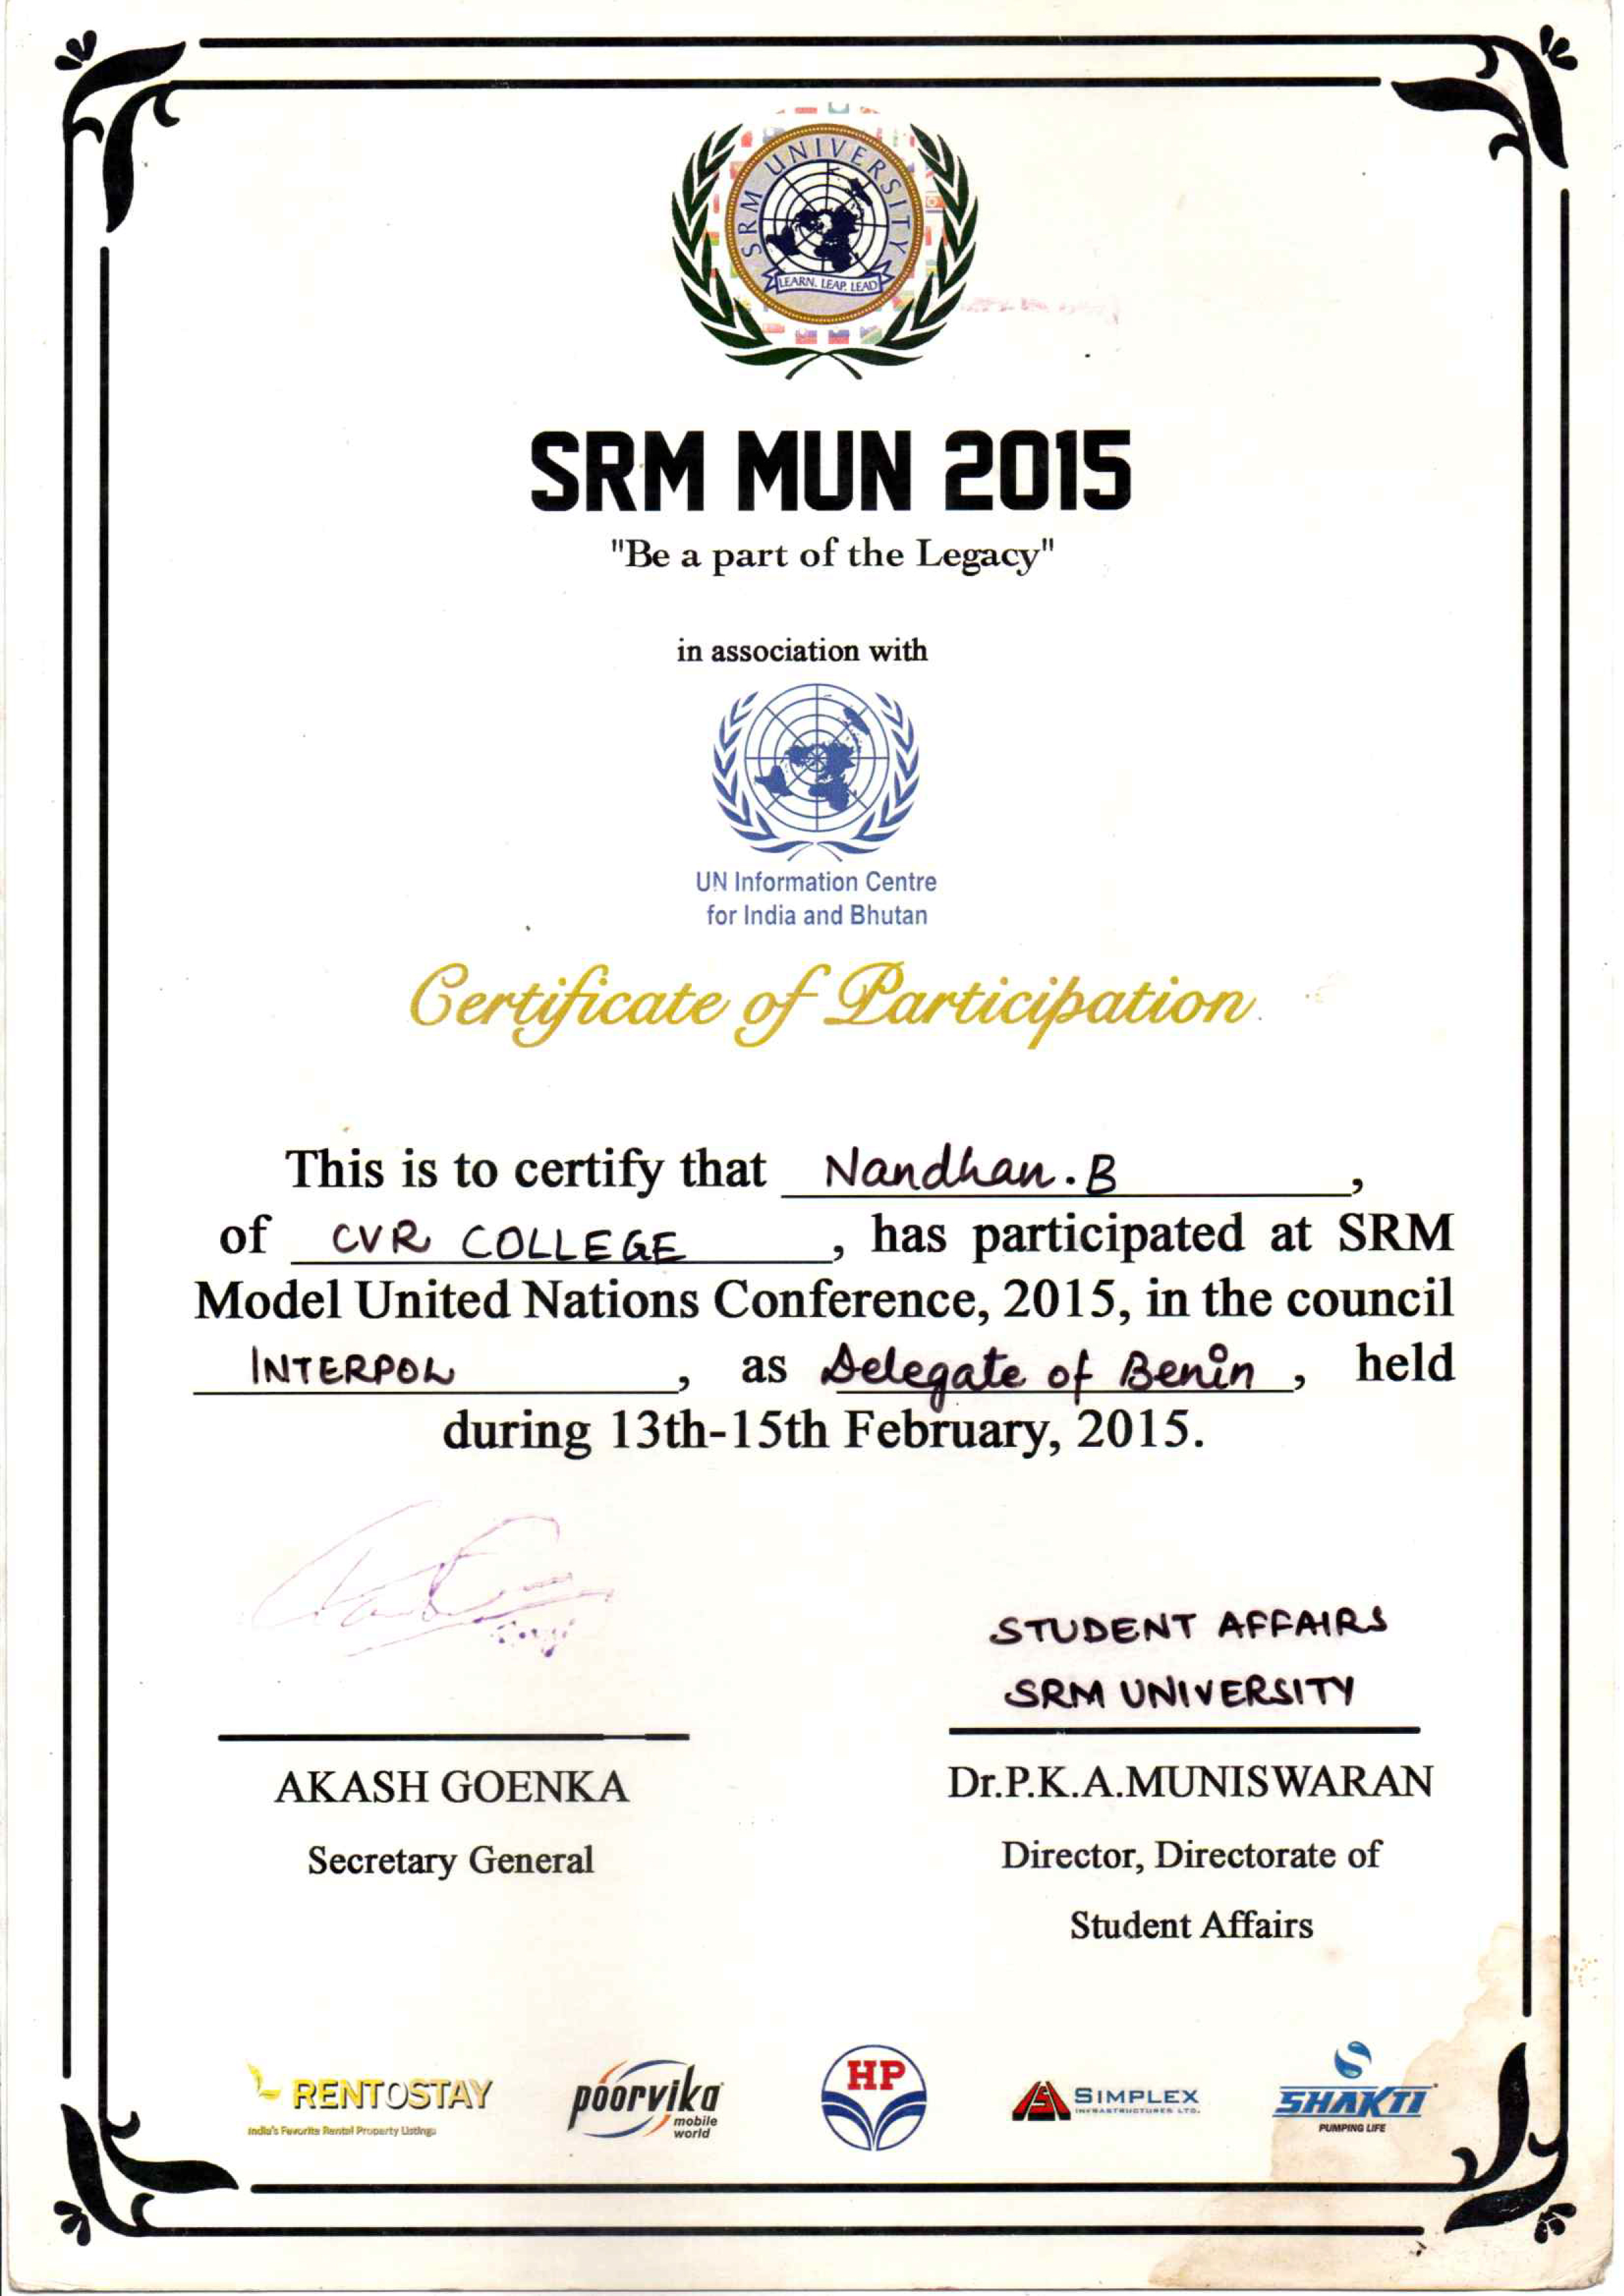 SRM UNIVERSITY
LEARN. LEAP. LEAD
SRM MUN 2015
"Be a part of the Legacy"
in association with
UN Information Centre
for India and Bhutan
Certificate of Participation
This is to certify that Nandhan.B ,
of CVR COLLEGE , has participated at SRM
Model United Nations Conference, 2015, in the council
INTERPOL , as Delegate of Benin , held
during 13th-15th February, 2015.
STUDENT AFFAIRS
SRM UNIVERSITY
AKASH GOENKA
Dr.P.K.A.MUNISWARAN
Secretary General
Director, Directorate of
Student Affairs
RENTOSTAY
India's Favorite Rental Property Listings
poorvika
mobile
world
HP
SIMPLEX
INFRASTRUCTURES LTD.
SHAKTI
PUMPING LIFE